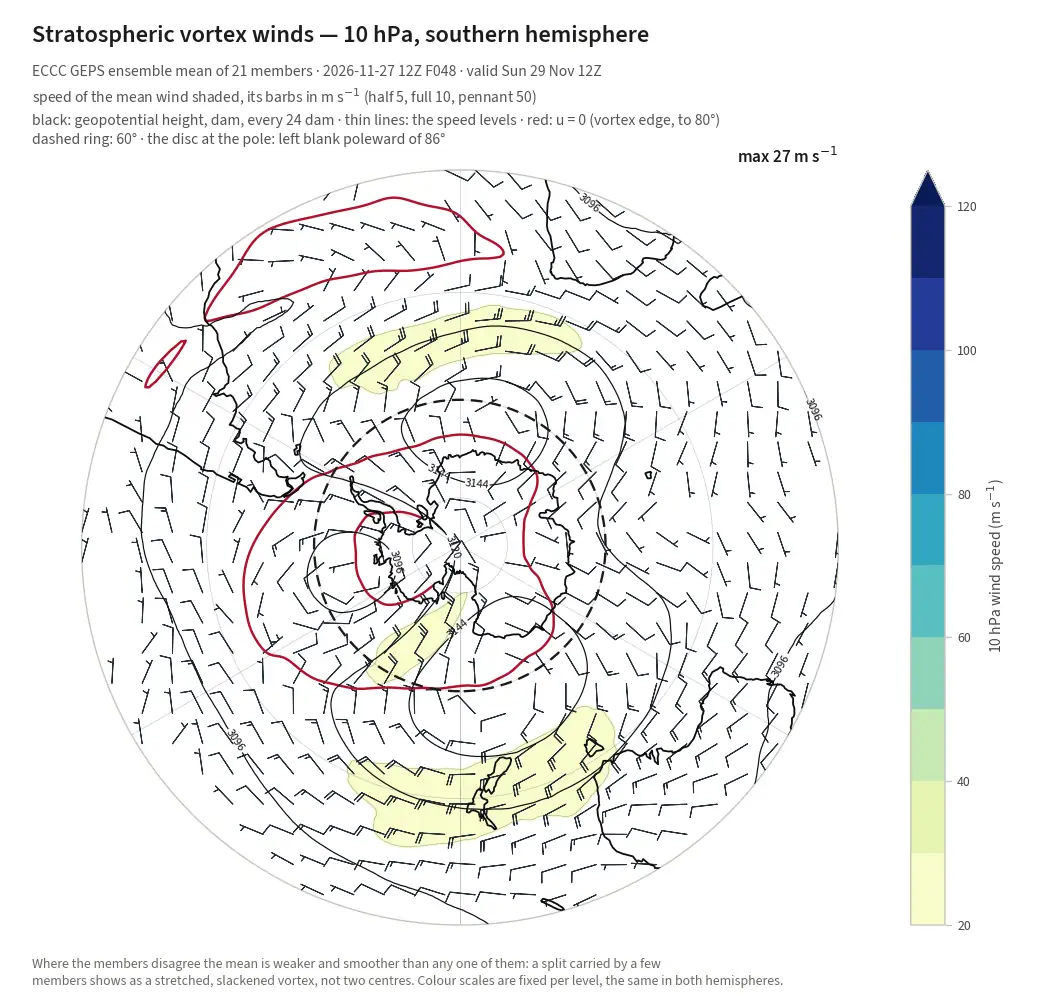 Stratospheric vortex winds — 10 hPa, southern hemisphere
ECCC GEPS ensemble mean of 21 members · 2026-11-27 12Z F048 · valid Sun 29 Nov 12Z
speed of the mean wind shaded, its barbs in m s⁻¹ (half 5, full 10, pennant 50)
black: geopotential height, dam, every 24 dam · thin lines: the speed levels · red: u = 0 (vortex edge, to 80°)
dashed ring: 60° · the disc at the pole: left blank poleward of 86°
max 27 m s⁻¹
3096
120
100
3096
3144
3144
80
3120
3096
10 hPa wind speed (m s⁻¹)
3144
60
3096
3096
40
20
Where the members disagree the mean is weaker and smoother than any one of them: a split carried by a few
members shows as a stretched, slackened vortex, not two centres. Colour scales are fixed per level, the same in both hemispheres.